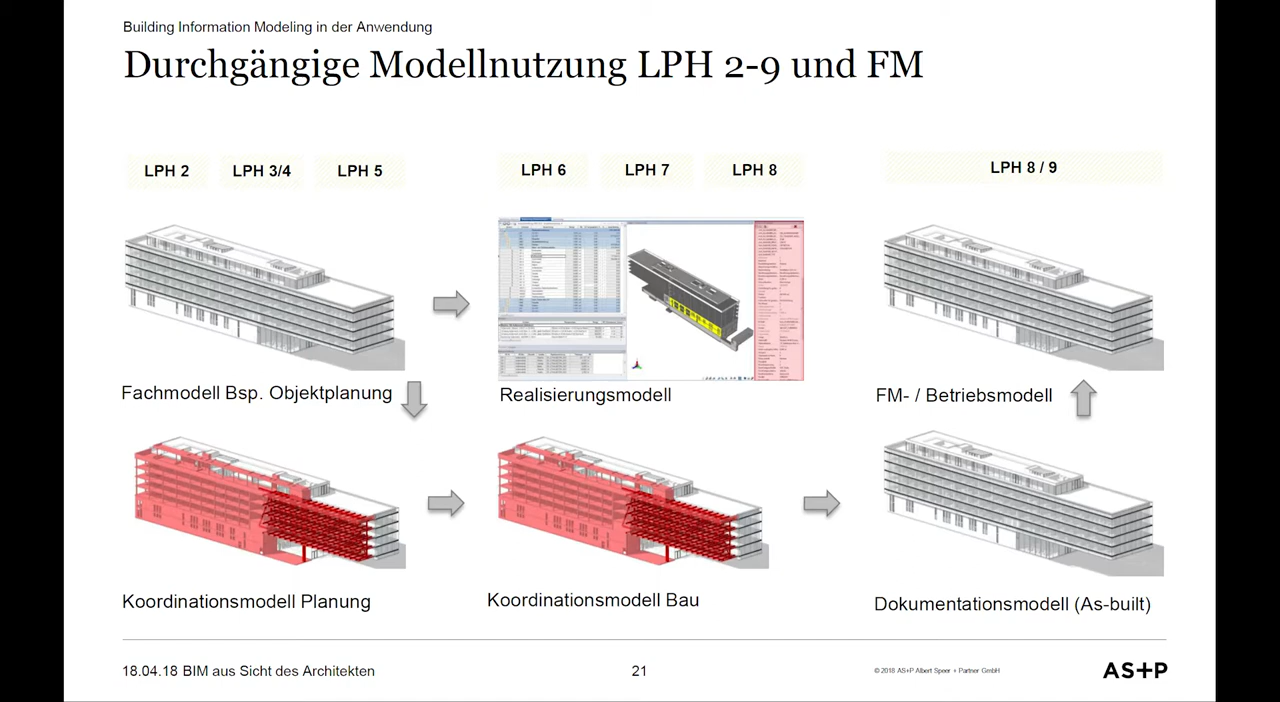 Building Information Modeling in der Anwendung
Durchgängige Modellnutzung LPH 2-9 und FM
LPH 2
LPH 3/4
LPH 5
LPH 6
LPH 7
LPH 8
LPH 8 / 9
Fachmodell Bsp. Objektplanung
Realisierungsmodell
FM- / Betriebsmodell
Koordinationsmodell Planung
Koordinationsmodell Bau
Dokumentationsmodell (As-built)
18.04.18 BIM aus Sicht des Architekten
21
© 2018 AS+P Albert Speer + Partner GmbH
AS+P